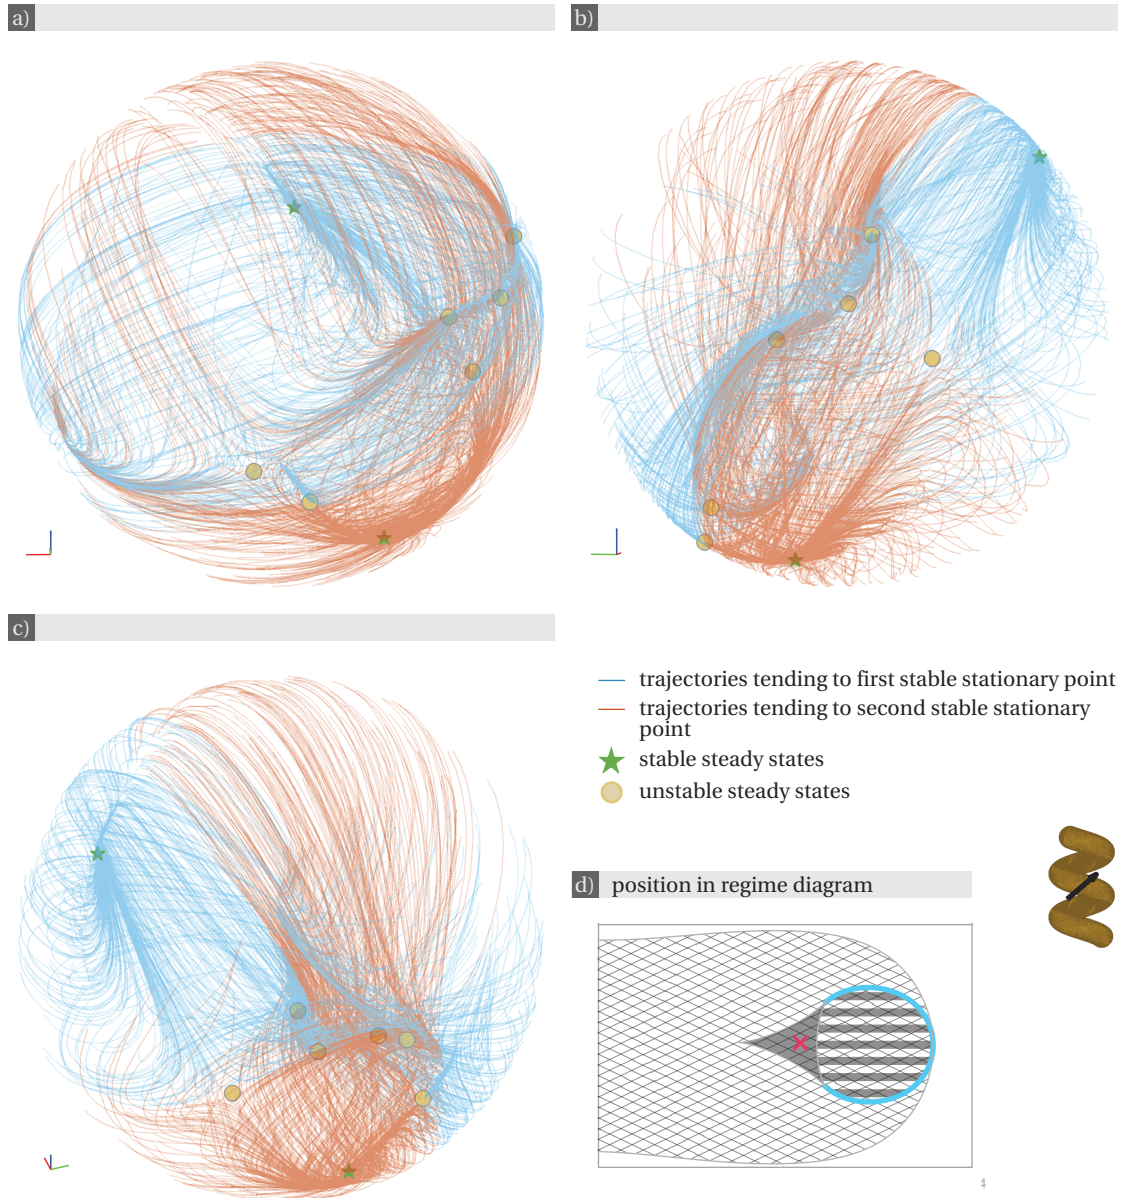 a)
b)
c)
trajectories tending to first stable stationary point
trajectories tending to second stable stationary
point
stable steady states
unstable steady states
d) position in regime diagram
4